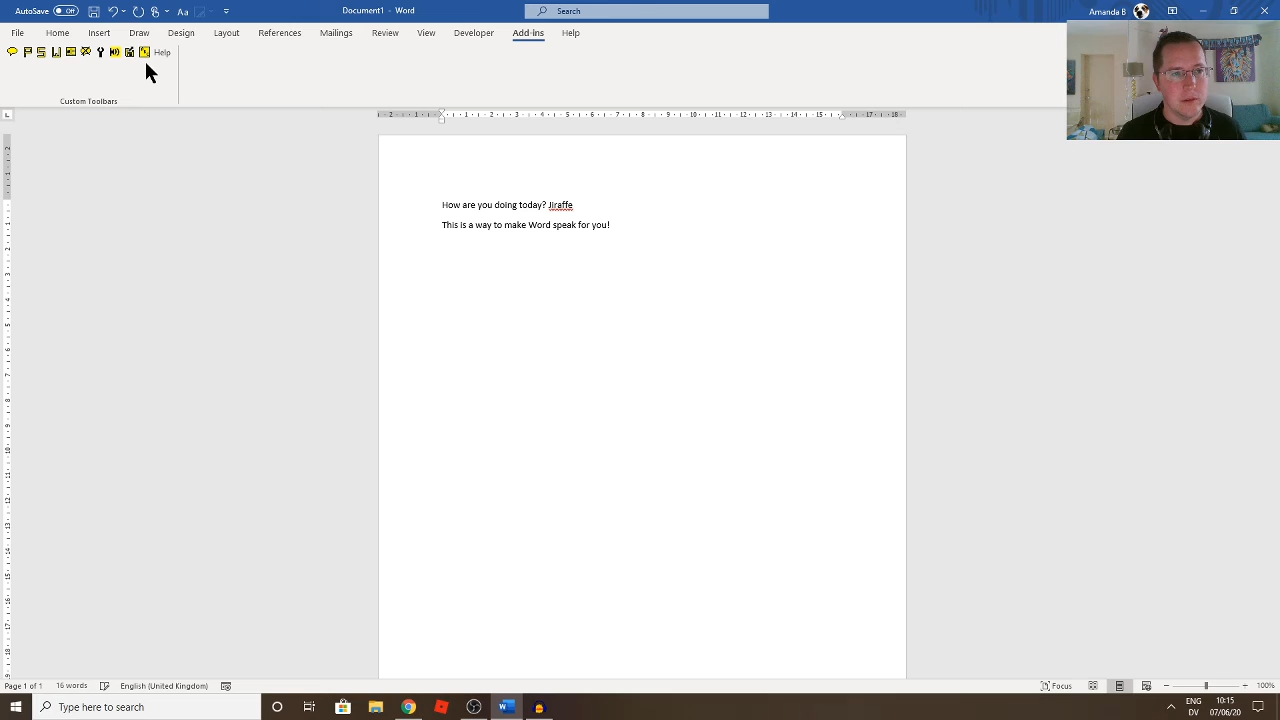 AutoSave Off
Document1 - Word
Search
Amanda B
File Home Insert Draw Design Layout References Mailings Review View Developer Add-ins Help
Help
Custom Toolbars
How are you doing today? Jiraffe
This is a way to make Word speak for you!
Page 1 of 1 16 words English (United Kingdom) Focus 100%
Type here to search
ENG 10:15
DV 07/06/20